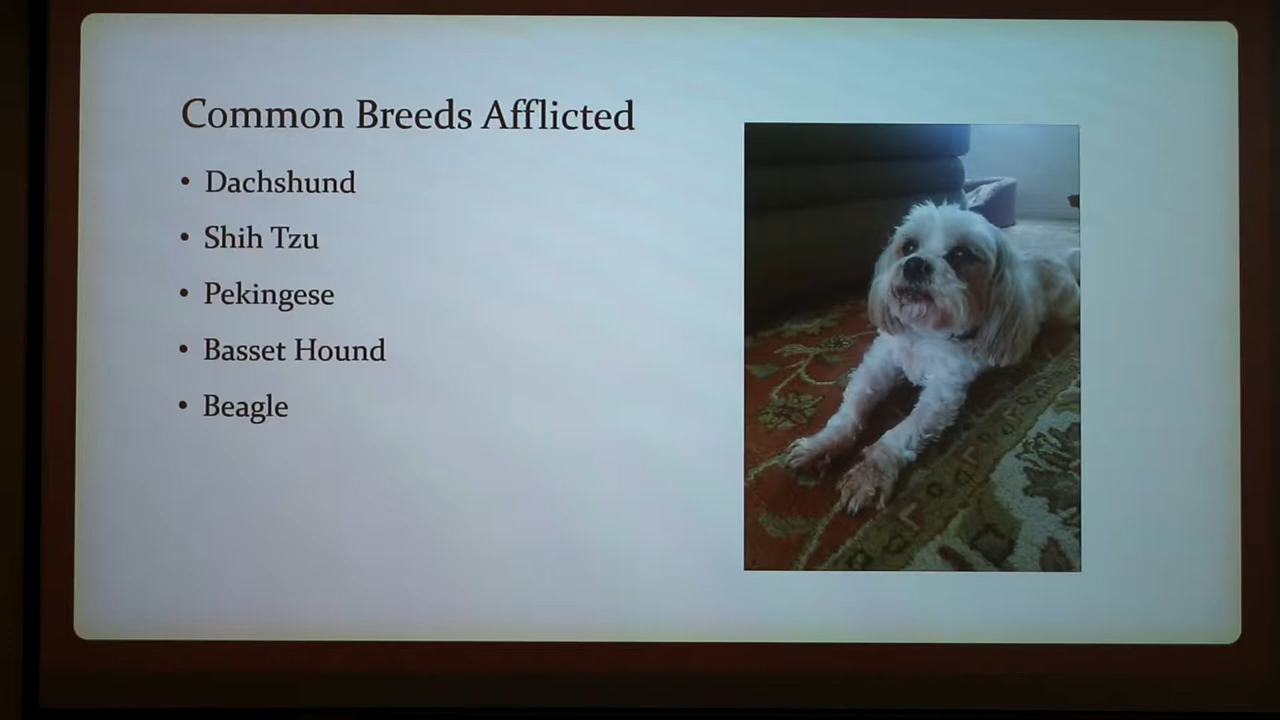 Common Breeds Afflicted
• Dachshund
• Shih Tzu
• Pekingese
• Basset Hound
• Beagle